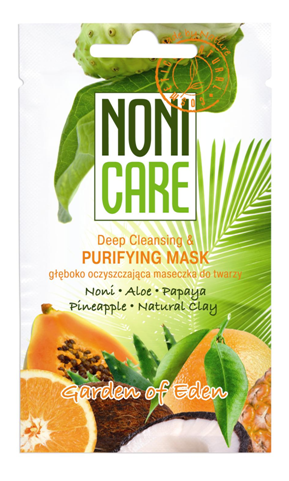 NONI
CARE
Deep Cleansing &
PURIFYING MASK
głęboko oczyszczająca maseczka do twarzy
Noni • Aloe • Papaya
Pineapple • Natural Clay
Garden of Eden